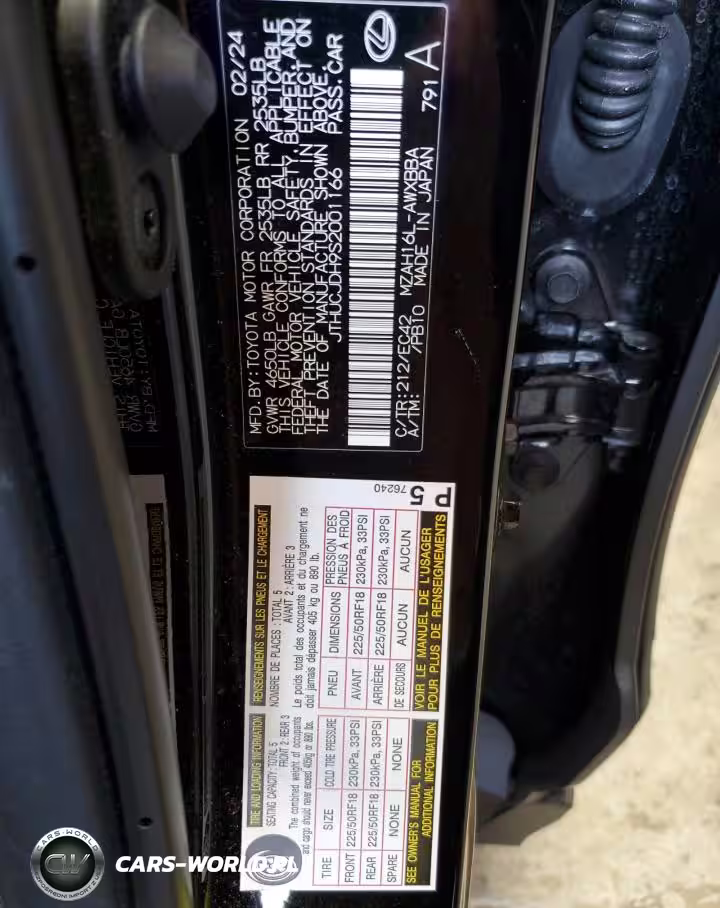 MFD. BY: TOYOTA MOTOR CORPORATION 02/24
GVWR 4650LB GAWR FR 2535LB RR 2535LB
THIS VEHICLE CONFORMS TO ALL APPLICABLE
FEDERAL MOTOR VEHICLE SAFETY, BUMPER, AND
THEFT PREVENTION STANDARDS IN EFFECT ON
THE DATE OF MANUFACTURE SHOWN ABOVE.
JTHUCJDH9S2001166 PASS. CAR
C/TR: 212/EC42 MZAH16L-AWXBBA
A/TM: /PB10 MADE IN JAPAN 791 A
TIRE AND LOADING INFORMATION
SEATING CAPACITY: TOTAL 5
FRONT 2: REAR 3
The combined weight of occupants
and cargo should never exceed 405kg or 890 lbs.
TIRE SIZE COLD TIRE PRESSURE
FRONT 225/50RF18 230kPa, 33PSI
REAR 225/50RF18 230kPa, 33PSI
SPARE NONE NONE
SEE OWNER'S MANUAL FOR
ADDITIONAL INFORMATION
RENSEIGNEMENTS SUR LES PNEUS ET LE CHARGEMENT
NOMBRE DE PLACES : TOTAL 5
AVANT 2: ARRIÈRE 3
Le poids total des occupants et du chargement ne
doit jamais dépasser 405 kg ou 890 lb.
PNEU DIMENSIONS PRESSION DES
PNEUS À FROID
AVANT 225/50RF18 230kPa, 33PSI
ARRIÈRE 225/50RF18 230kPa, 33PSI
DE SECOURS AUCUN AUCUN
VOIR LE MANUEL DE L'USAGER
POUR PLUS DE RENSEIGNEMENTS
P 5
76240
CARS-WORLD
CW
CARS-WORLD.PL